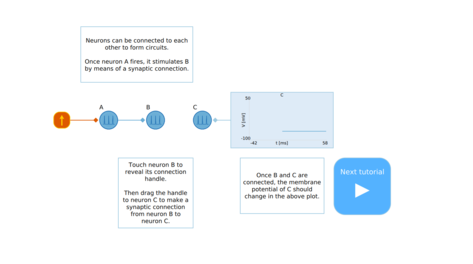 Neurons can be connected to each
other to form circuits.
Once neuron A fires, it stimulates B
by means of a synaptic connection.
A
B
C
C
50
V [mV]
-100
-42
t [ms]
58
Touch neuron B to
reveal its connection
handle.
Then drag the handle
to neuron C to make a
synaptic connection
from neuron B to
neuron C.
Once B and C are
connected, the membrane
potential of C should
change in the above plot.
Next tutorial